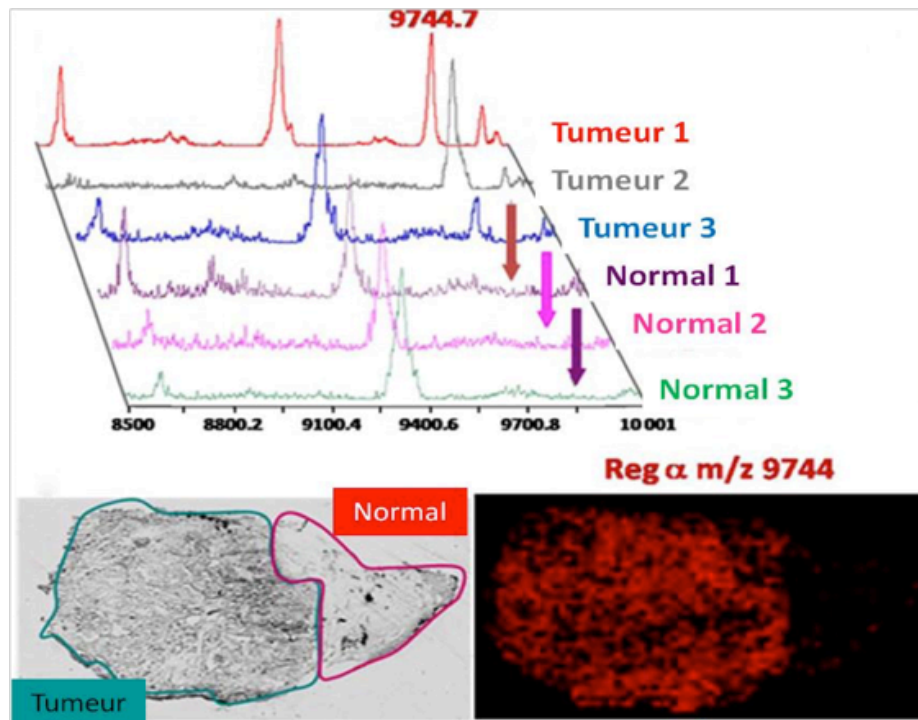 9744.7
Tumeur 1
Tumeur 2
Tumeur 3
Normal 1
Normal 2
Normal 3
8500 8800.2 9100.4 9400.6 9700.8 10 001
Reg α m/z 9744
Normal
Tumeur